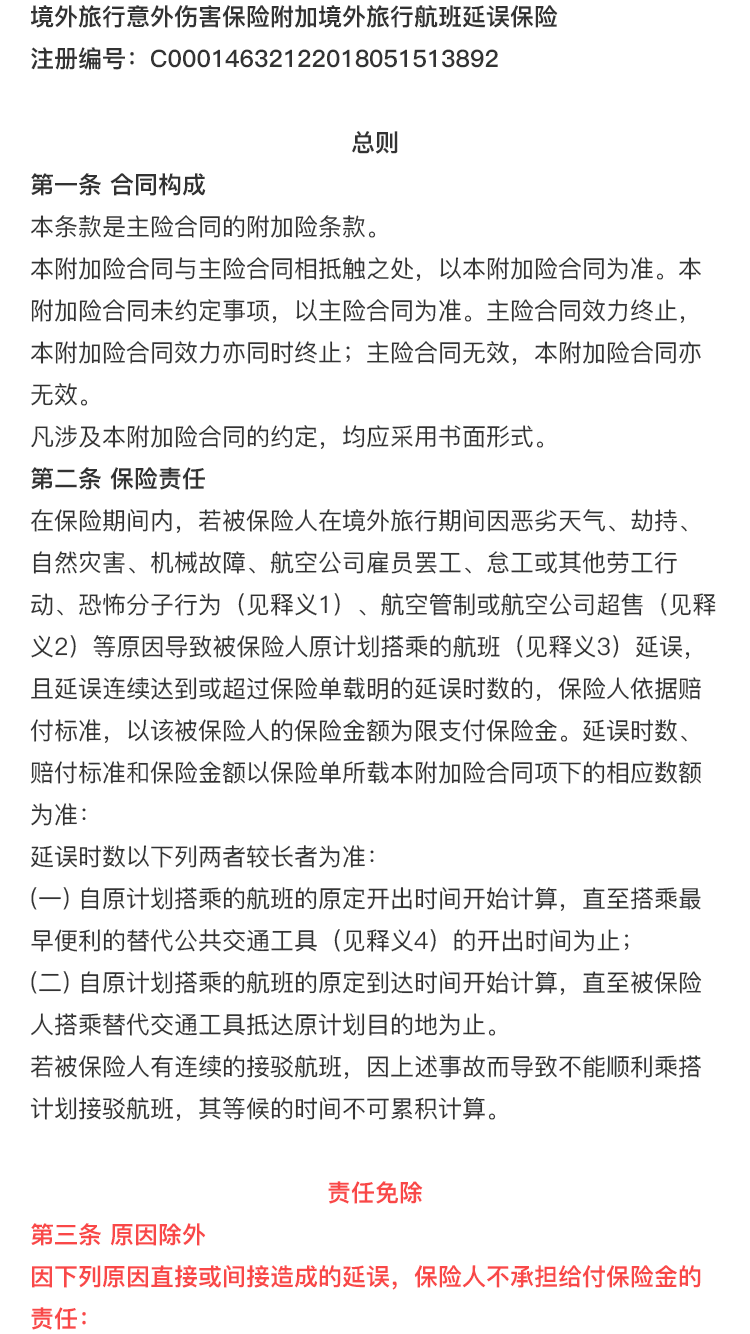 境外旅行意外伤害保险附加境外旅行航班延误保险
注册编号：C00014632122018051513892
总则
第一条 合同构成
本条款是主险合同的附加险条款。
本附加险合同与主险合同相抵触之处，以本附加险合同为准。本
附加险合同未约定事项，以主险合同为准。主险合同效力终止，
本附加险合同效力亦同时终止；主险合同无效，本附加险合同亦
无效。
凡涉及本附加险合同的约定，均应采用书面形式。
第二条 保险责任
在保险期间内，若被保险人在境外旅行期间因恶劣天气、劫持、
自然灾害、机械故障、航空公司雇员罢工、怠工或其他劳工行
动、恐怖分子行为（见释义1）、航空管制或航空公司超售（见释
义2）等原因导致被保险人原计划搭乘的航班（见释义3）延误，
且延误连续达到或超过保险单载明的延误时数的，保险人依据赔
付标准，以该被保险人的保险金额为限支付保险金。延误时数、
赔付标准和保险金额以保险单所载本附加险合同项下的相应数额
为准：
延误时数以下列两者较长者为准：
(一) 自原计划搭乘的航班的原定开出时间开始计算，直至搭乘最
早便利的替代公共交通工具（见释义4）的开出时间为止；
(二) 自原计划搭乘的航班的原定到达时间开始计算，直至被保险
人搭乘替代交通工具抵达原计划目的地为止。
若被保险人有连续的接驳航班，因上述事故而导致不能顺利乘搭
计划接驳航班，其等候的时间不可累积计算。
责任免除
第三条 原因除外
因下列原因直接或间接造成的延误，保险人不承担给付保险金的
责任：